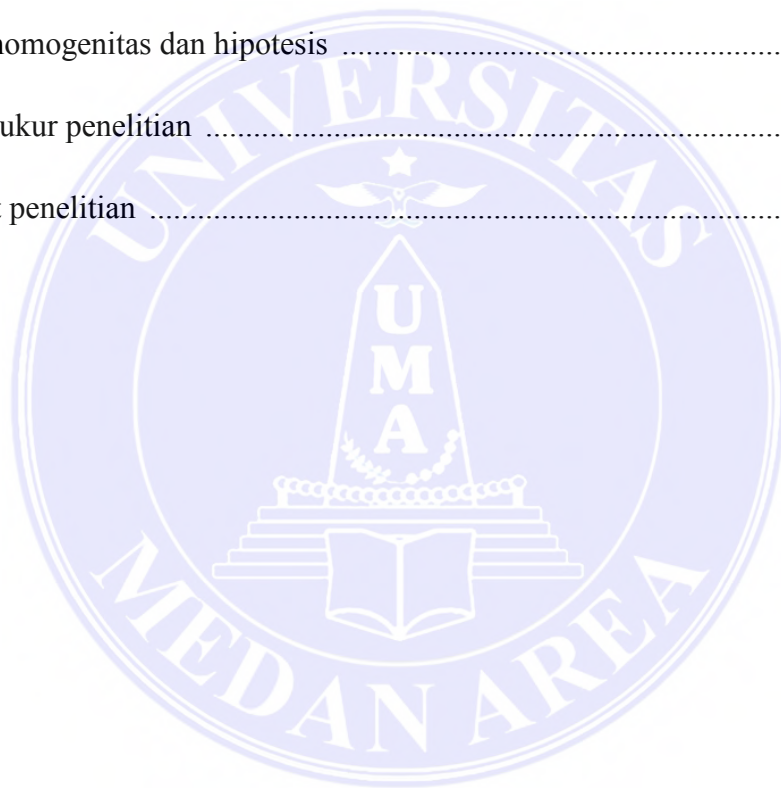 homogenitas dan hipotesis ........................................................
ukur penelitian ..........................................................................
penelitian ..................................................................................
UNIVERSITAS
UMA
MEDAN AREA